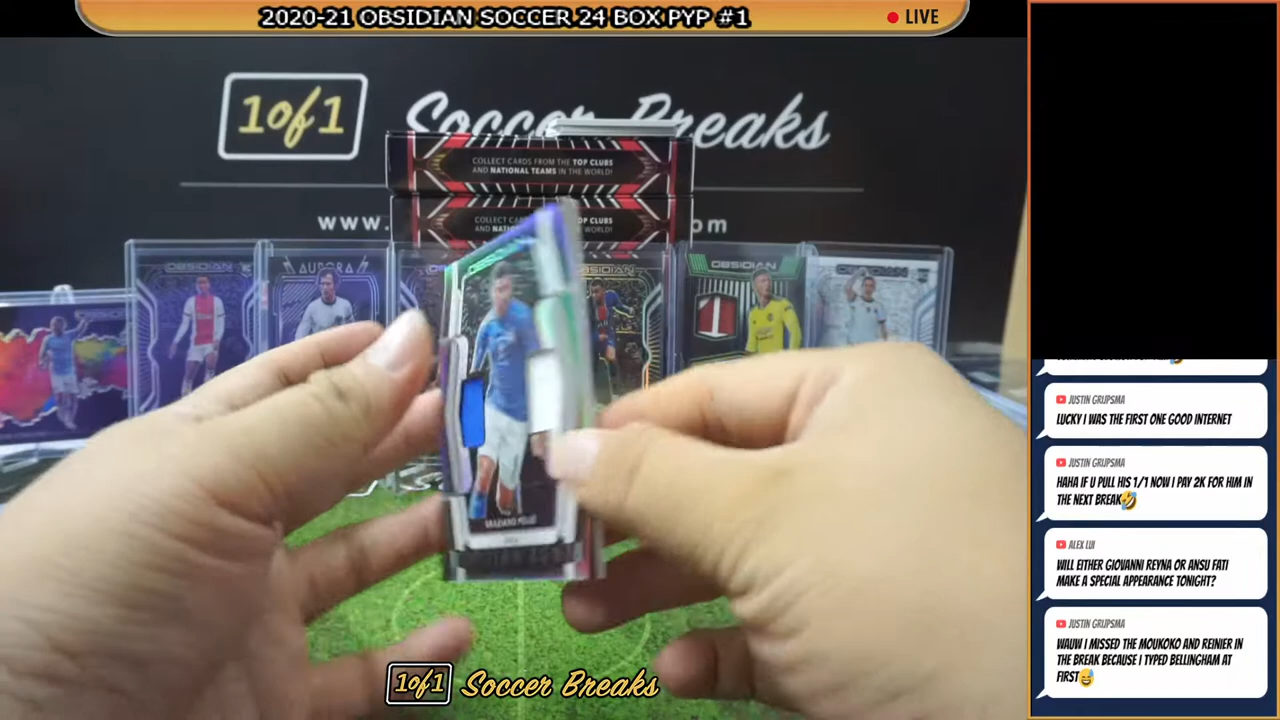 2020-21 OBSIDIAN SOCCER 24 BOX PYP #1
LIVE
1of1 Soccer Breaks
COLLECT CARDS FROM THE TOP CLUBS
AND NATIONAL TEAMS IN THE WORLD!
www.
om
OBSIDIAN
AURORA
OBSIDIAN
OBSIDIAN
OBSIDIAN
JUSTIN GRIJPSMA
LUCKY I WAS THE FIRST ONE GOOD INTERNET
JUSTIN GRIJPSMA
HAHA IF U PULL HIS 1/1 NOW I PAY 2K FOR HIM IN
THE NEXT BREAK🤣
ALEX LUI
WILL EITHER GIOVANNI REYNA OR ANSU FATI
MAKE A SPECIAL APPEARANCE TONIGHT?
JUSTIN GRIJPSMA
WAUW I MISSED THE MOUKOKO AND REINIER IN
THE BREAK BECAUSE I TYPED BELLINGHAM AT
FIRST😅
1of1 Soccer Breaks